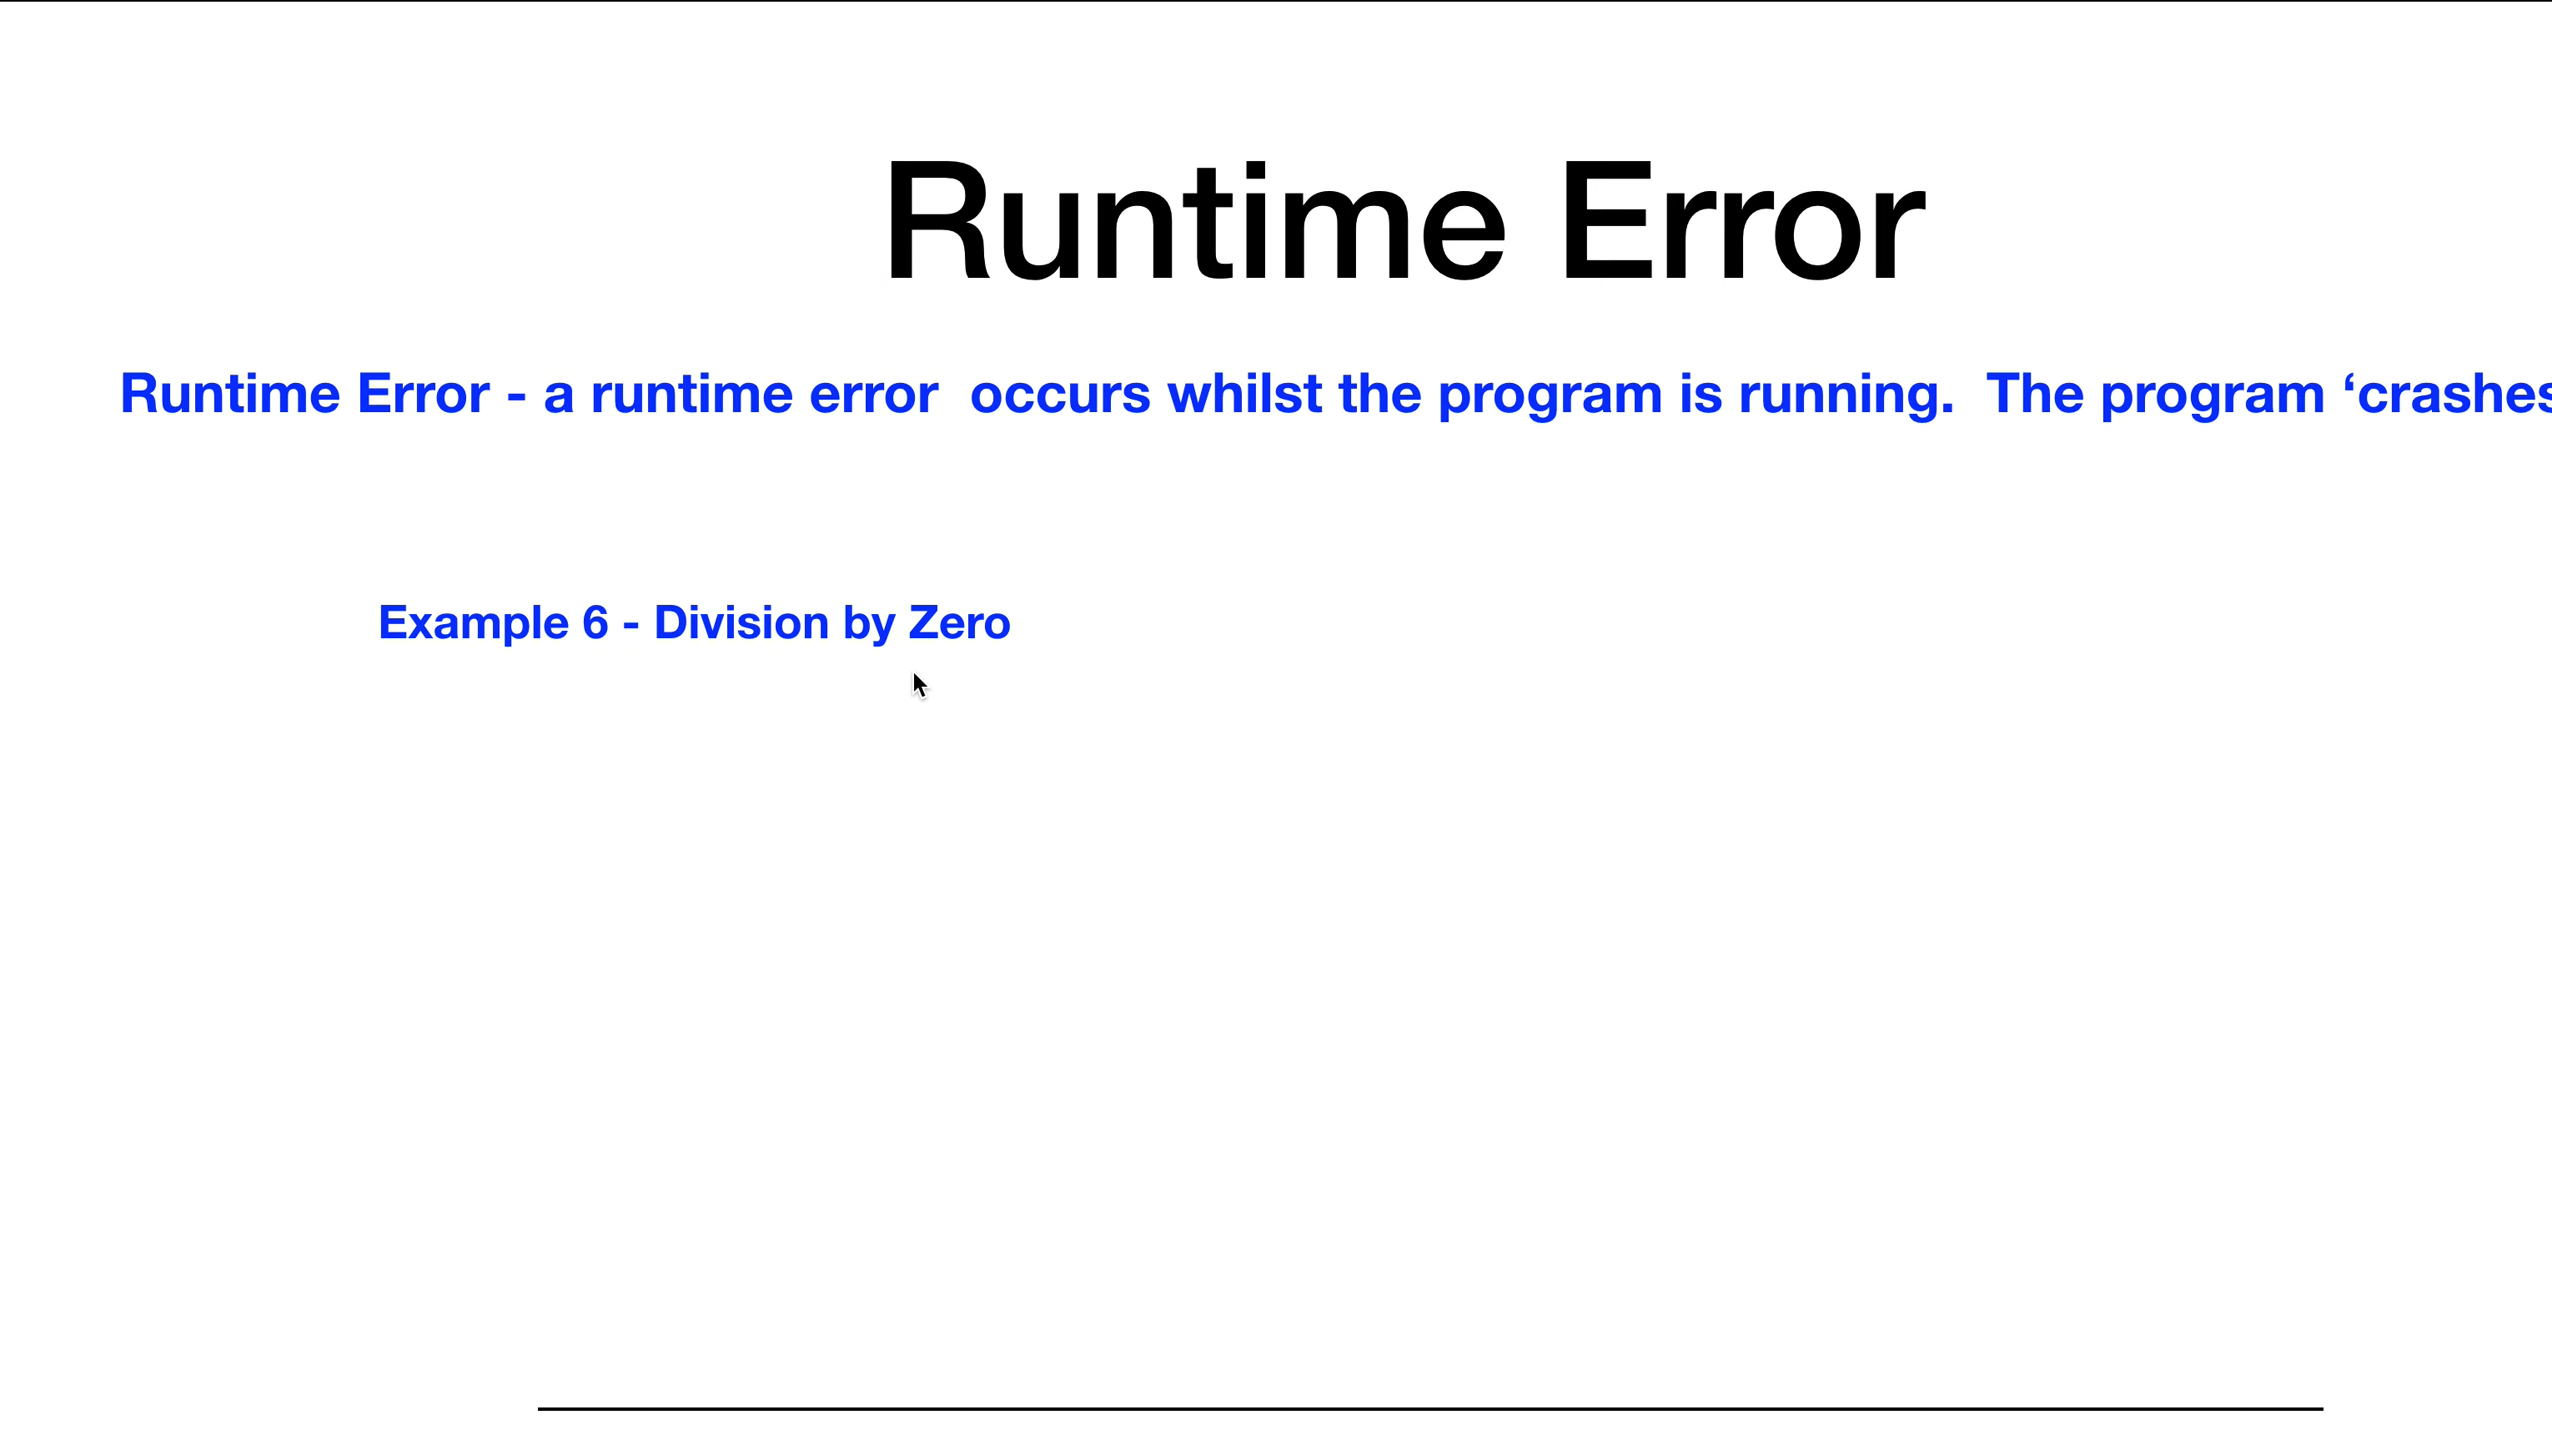 Runtime Error
Runtime Error - a runtime error  occurs whilst the program is running.  The program ‘crashes
Example 6 - Division by Zero